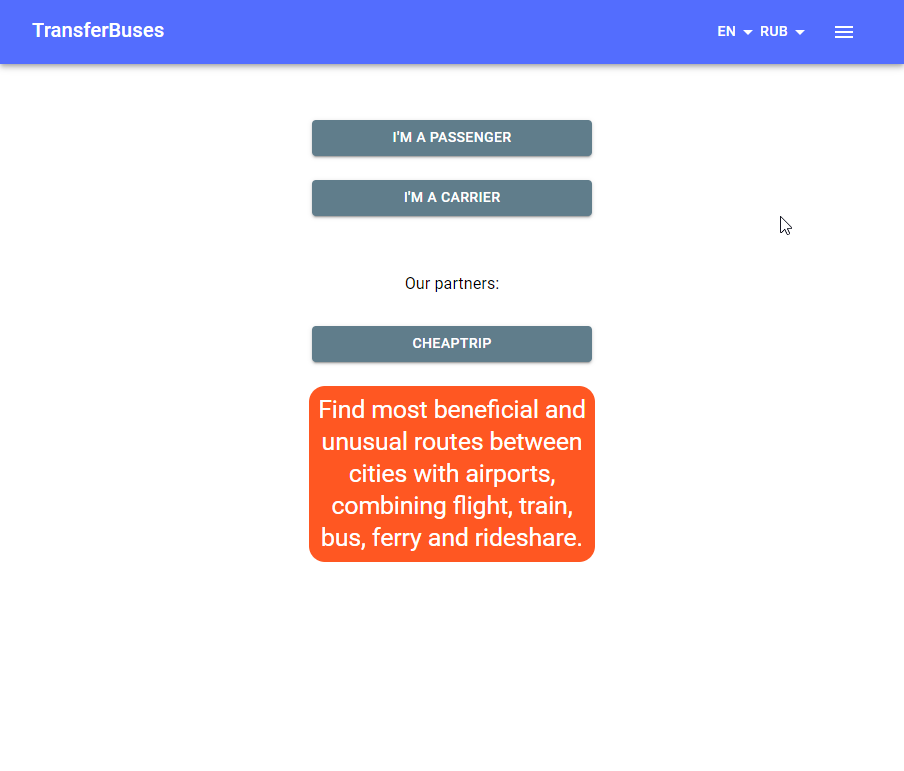 TransferBuses
EN RUB
I'M A PASSENGER
I'M A CARRIER
Our partners:
CHEAPTRIP
Find most beneficial and
unusual routes between
cities with airports,
combining flight, train,
bus, ferry and rideshare.